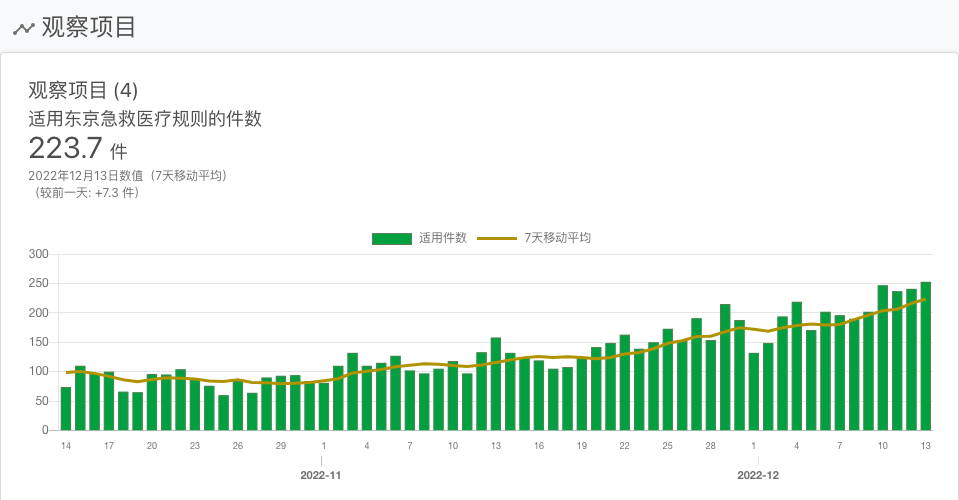 观察项目
观察项目 (4)
适用东京急救医疗规则的件数
223.7 件
2022年12月13日数值（7天移动平均）
（较前一天: +7.3 件）
适用件数 7天移动平均
300
250
200
150
100
50
0
14 17 20 23 26 29 1 4 7 10 13 16 19 22 25 28 1 4 7 10 13
2022-11 2022-12